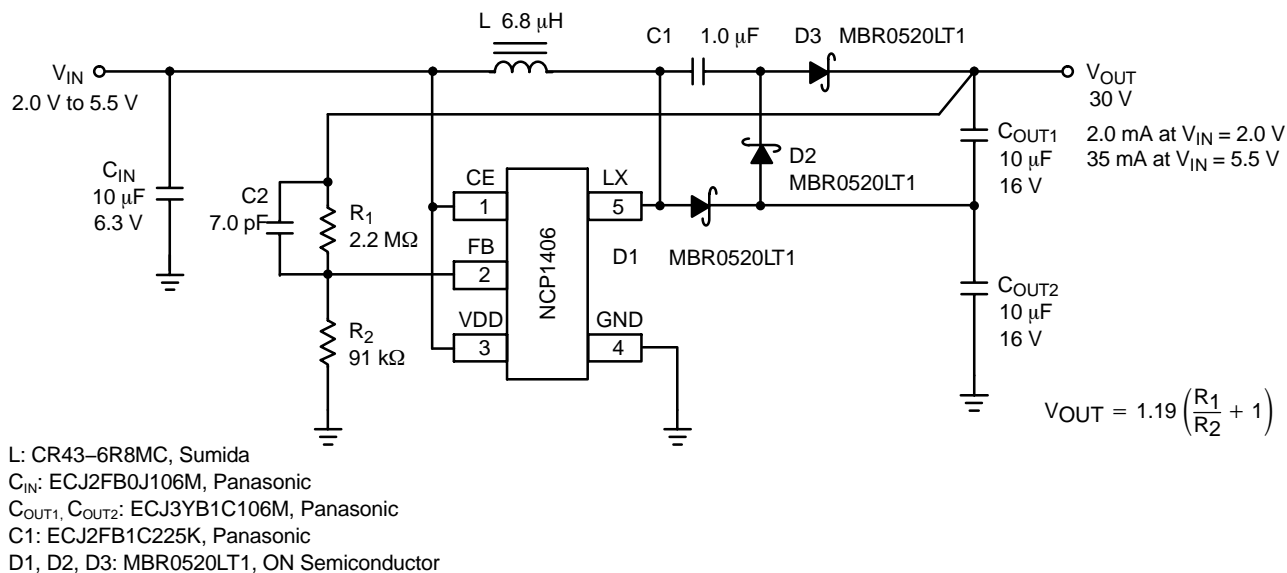 L 6.8 μH
C1 1.0 μF
D3 MBR0520LT1
VIN
2.0 V to 5.5 V
VOUT
30 V
2.0 mA at VIN = 2.0 V
35 mA at VIN = 5.5 V
COUT1
10 μF
16 V
D2
MBR0520LT1
CIN
10 μF
6.3 V
C2
7.0 pF
R1
2.2 MΩ
CE
1
LX
5
FB
2
D1 MBR0520LT1
NCP1406
VDD
3
GND
4
R2
91 kΩ
COUT2
10 μF
16 V
VOUT = 1.19 (R1/R2 + 1)
L: CR43–6R8MC, Sumida
CIN: ECJ2FB0J106M, Panasonic
COUT1, COUT2: ECJ3YB1C106M, Panasonic
C1: ECJ2FB1C225K, Panasonic
D1, D2, D3: MBR0520LT1, ON Semiconductor